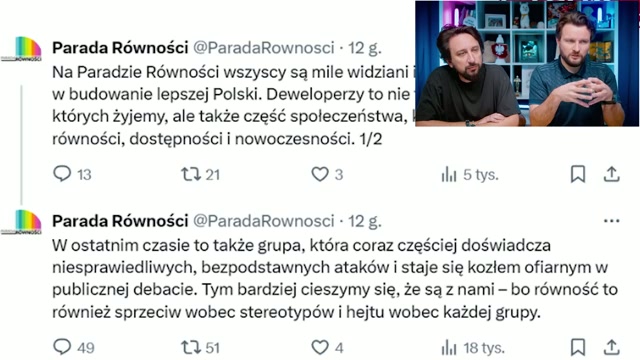 Parada Równości @ParadaRownosci · 12 g.
Na Paradzie Równości wszyscy są mile widziani i
w budowanie lepszej Polski. Deweloperzy to nie
których żyjemy, ale także część społeczeństwa,
równości, dostępności i nowoczesności. 1/2
13 21 3 5 tys.
Parada Równości @ParadaRownosci · 12 g.
W ostatnim czasie to także grupa, która coraz częściej doświadcza
niesprawiedliwych, bezpodstawnych ataków i staje się kozłem ofiarnym w
publicznej debacie. Tym bardziej cieszymy się, że są z nami – bo równość to
również sprzeciw wobec stereotypów i hejtu wobec każdej grupy.
49 51 4 18 tys.